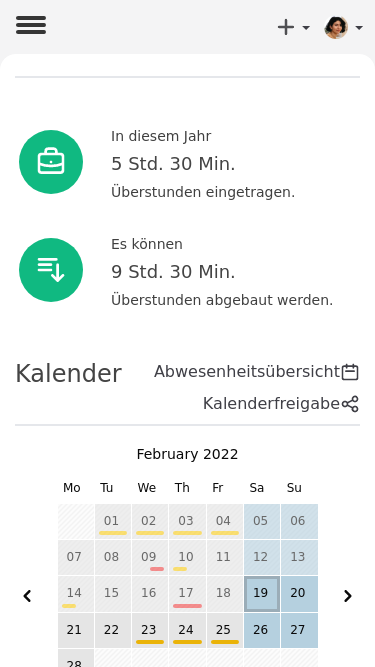 In diesem Jahr
5 Std. 30 Min.
Überstunden eingetragen.
Es können
9 Std. 30 Min.
Überstunden abgebaut werden.
Kalender
Abwesenheitsübersicht
Kalenderfreigabe
February 2022
Mo Tu We Th Fr Sa Su
01 02 03 04 05 06
07 08 09 10 11 12 13
14 15 16 17 18 19 20
21 22 23 24 25 26 27
28